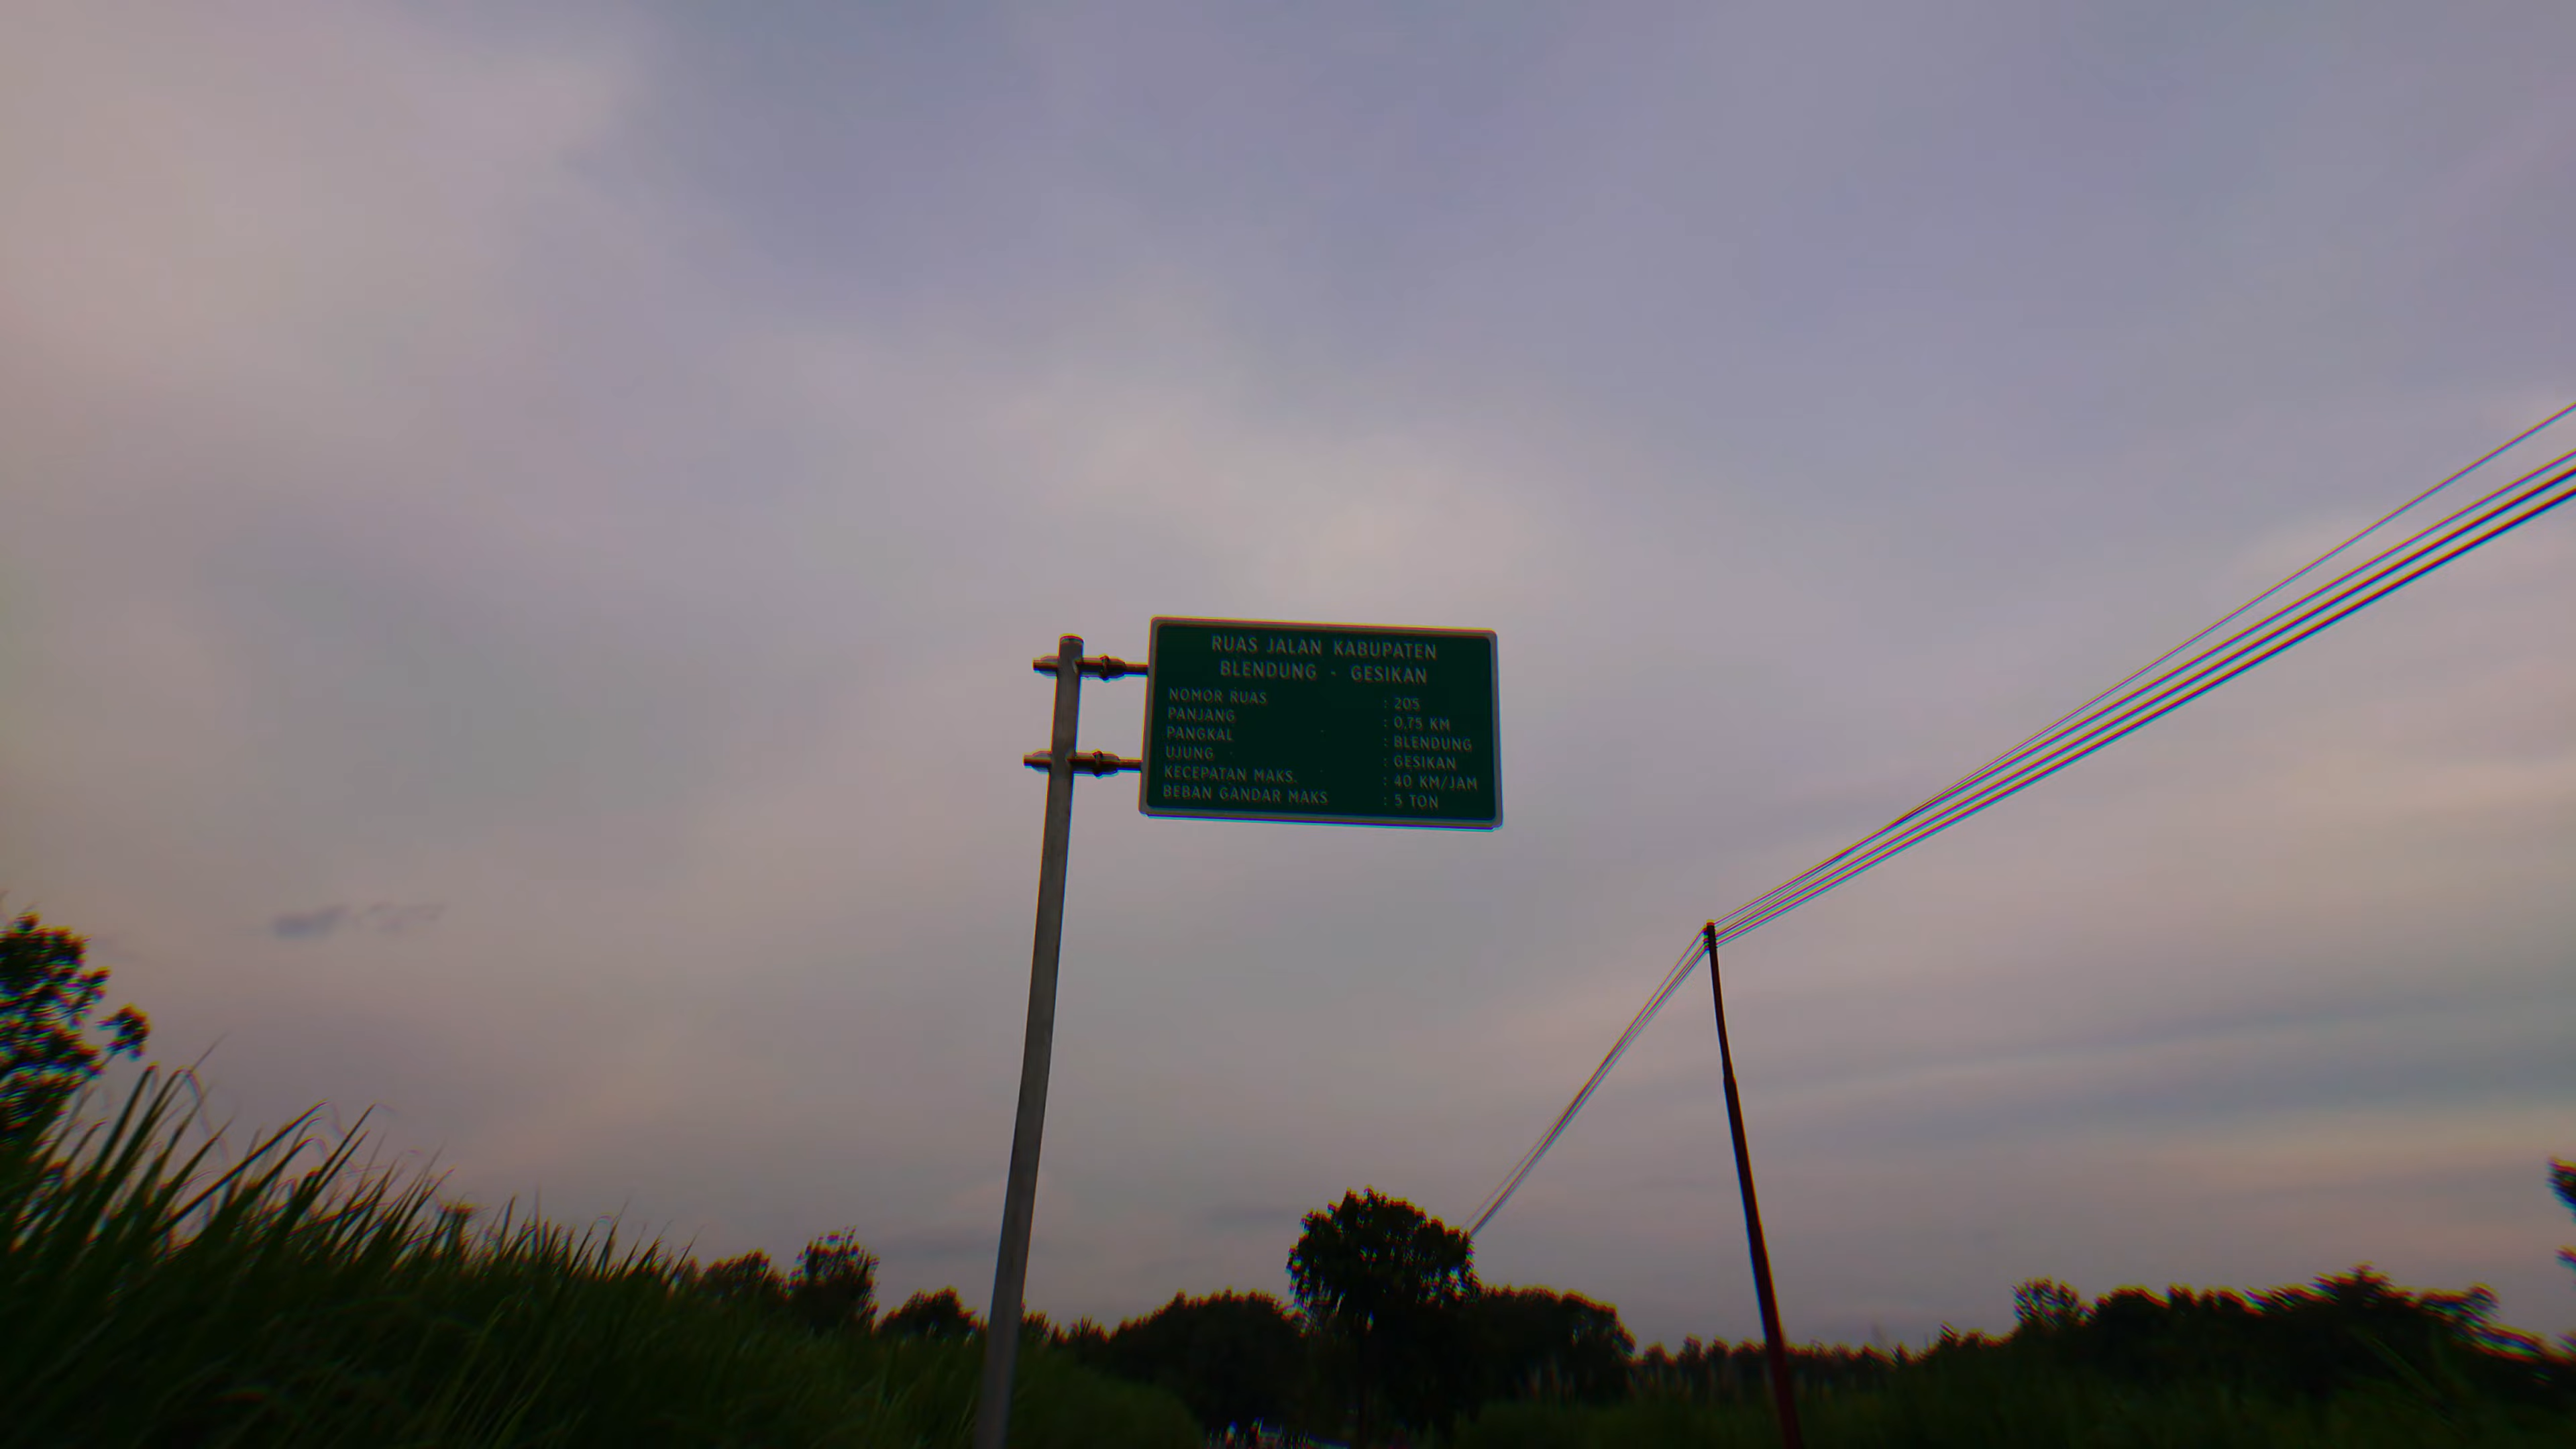 RUAS JALAN KABUPATEN
BLENDUNG - GESIKAN
NOMOR RUAS : 205
PANJANG : 0,75 KM
PANGKAL : BLENDUNG
UJUNG : GESIKAN
KECEPATAN MAKS. : 40 KM/JAM
BEBAN GANDAR MAKS : 5 TON